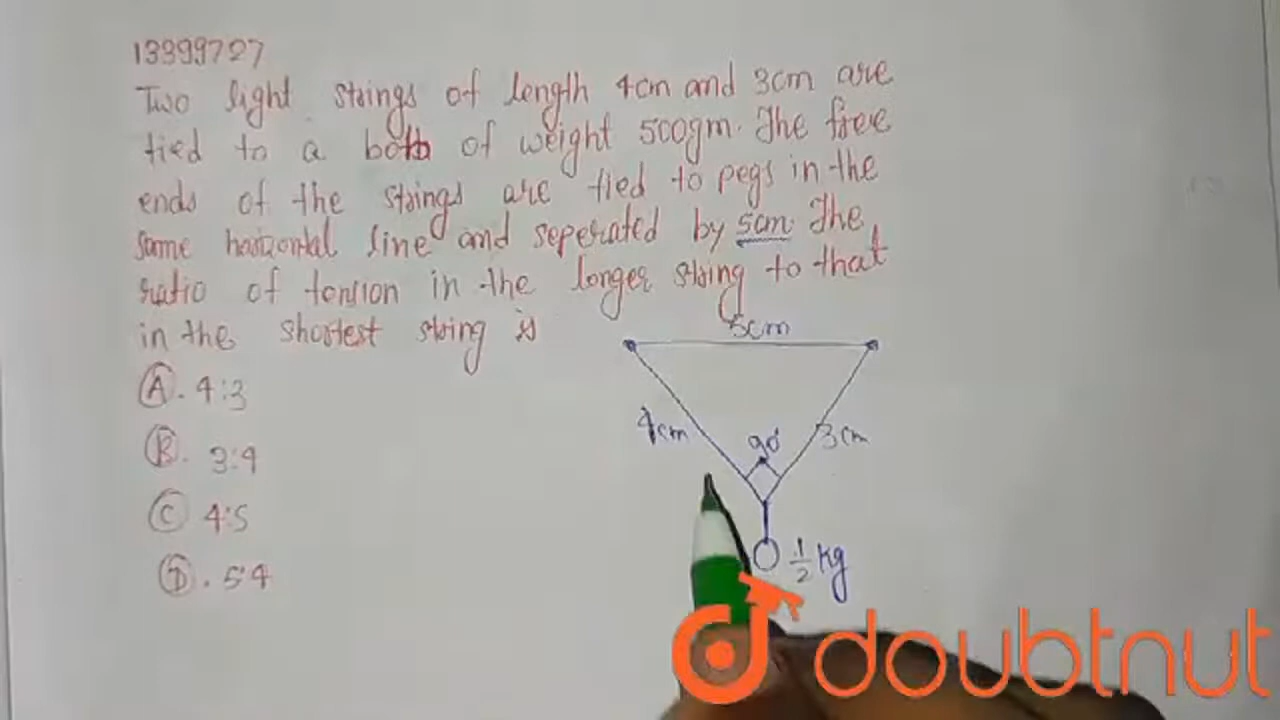 13399727
Two light strings of length 4cm and 3cm are
tied to a bob of weight 500gm. The free
ends of the strings are tied to pegs in the
same horizontal line and seperated by 5cm. The
ratio of tension in the longer string to that
in the shortest string is
5cm
A. 4:3
4cm
90°
3cm
B. 3:4
C 4:5
D. 5:4
1/2 kg
doubtnut